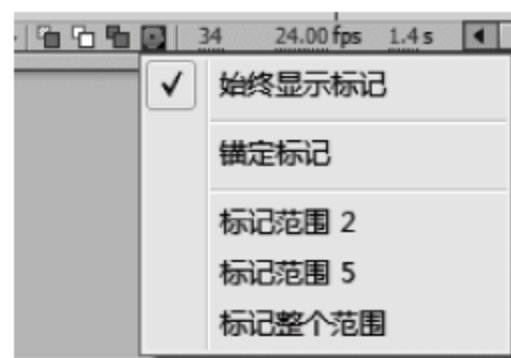 34 24.00 fps 1.4 s
始终显示标记
锚定标记
标记范围 2
标记范围 5
标记整个范围